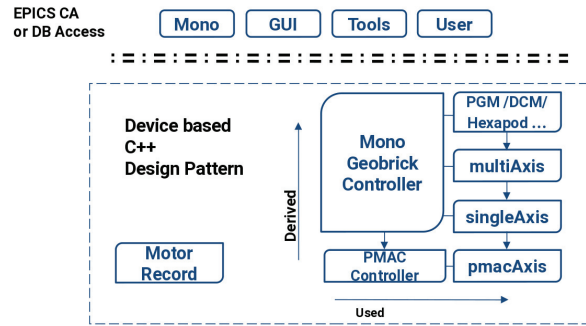 EPICS CA
or DB Access
Mono
GUI
Tools
User
Device based
C++
Design Pattern
Derived
Mono
Geobrick
Controller
PGM /DCM/
Hexapod ...
multiAxis
singleAxis
Motor
Record
PMAC
Controller
pmacAxis
Used